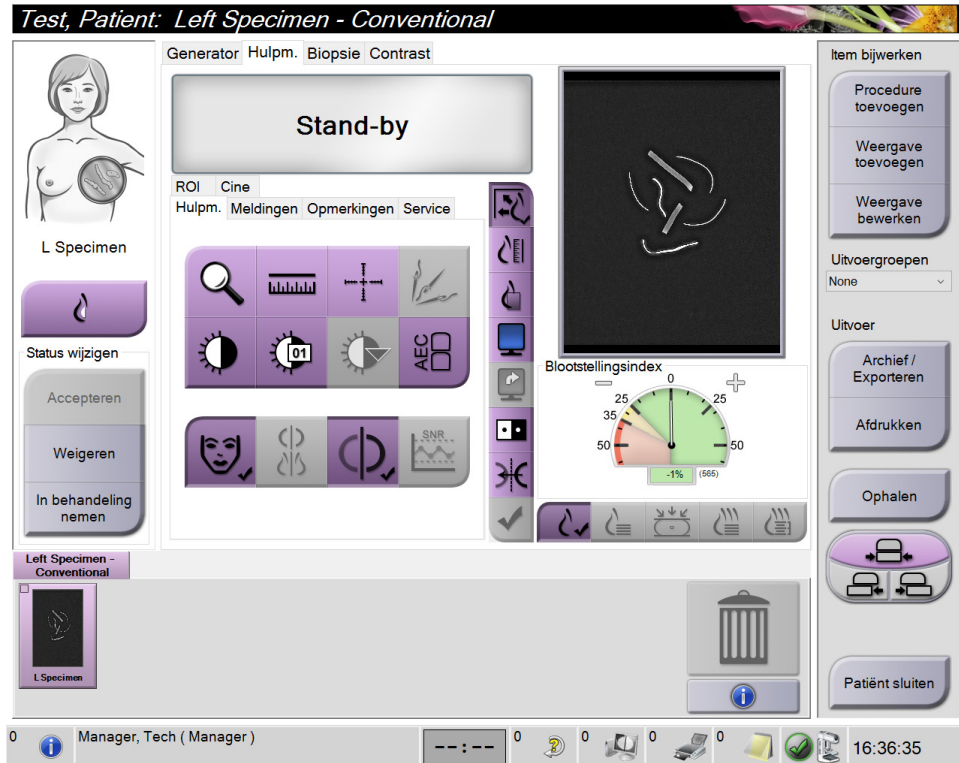 Test, Patient: Left Specimen - Conventional
Generator Hulpm. Biopsie Contrast
Stand-by
ROI Cine
Hulpm. Meldingen Opmerkingen Service
L Specimen
01
AEC
SNR
Status wijzigen
Accepteren
Weigeren
In behandeling
nemen
Blootstellingsindex
0
25 25
35
50 50
-1% (565)
Item bijwerken
Procedure
toevoegen
Weergave
toevoegen
Weergave
bewerken
Uitvoergroepen
None
Uitvoer
Archief /
Exporteren
Afdrukken
Ophalen
Patiënt sluiten
Left Specimen -
Conventional
L Specimen
0 Manager, Tech ( Manager ) --:-- 0 0 0 0 16:36:35